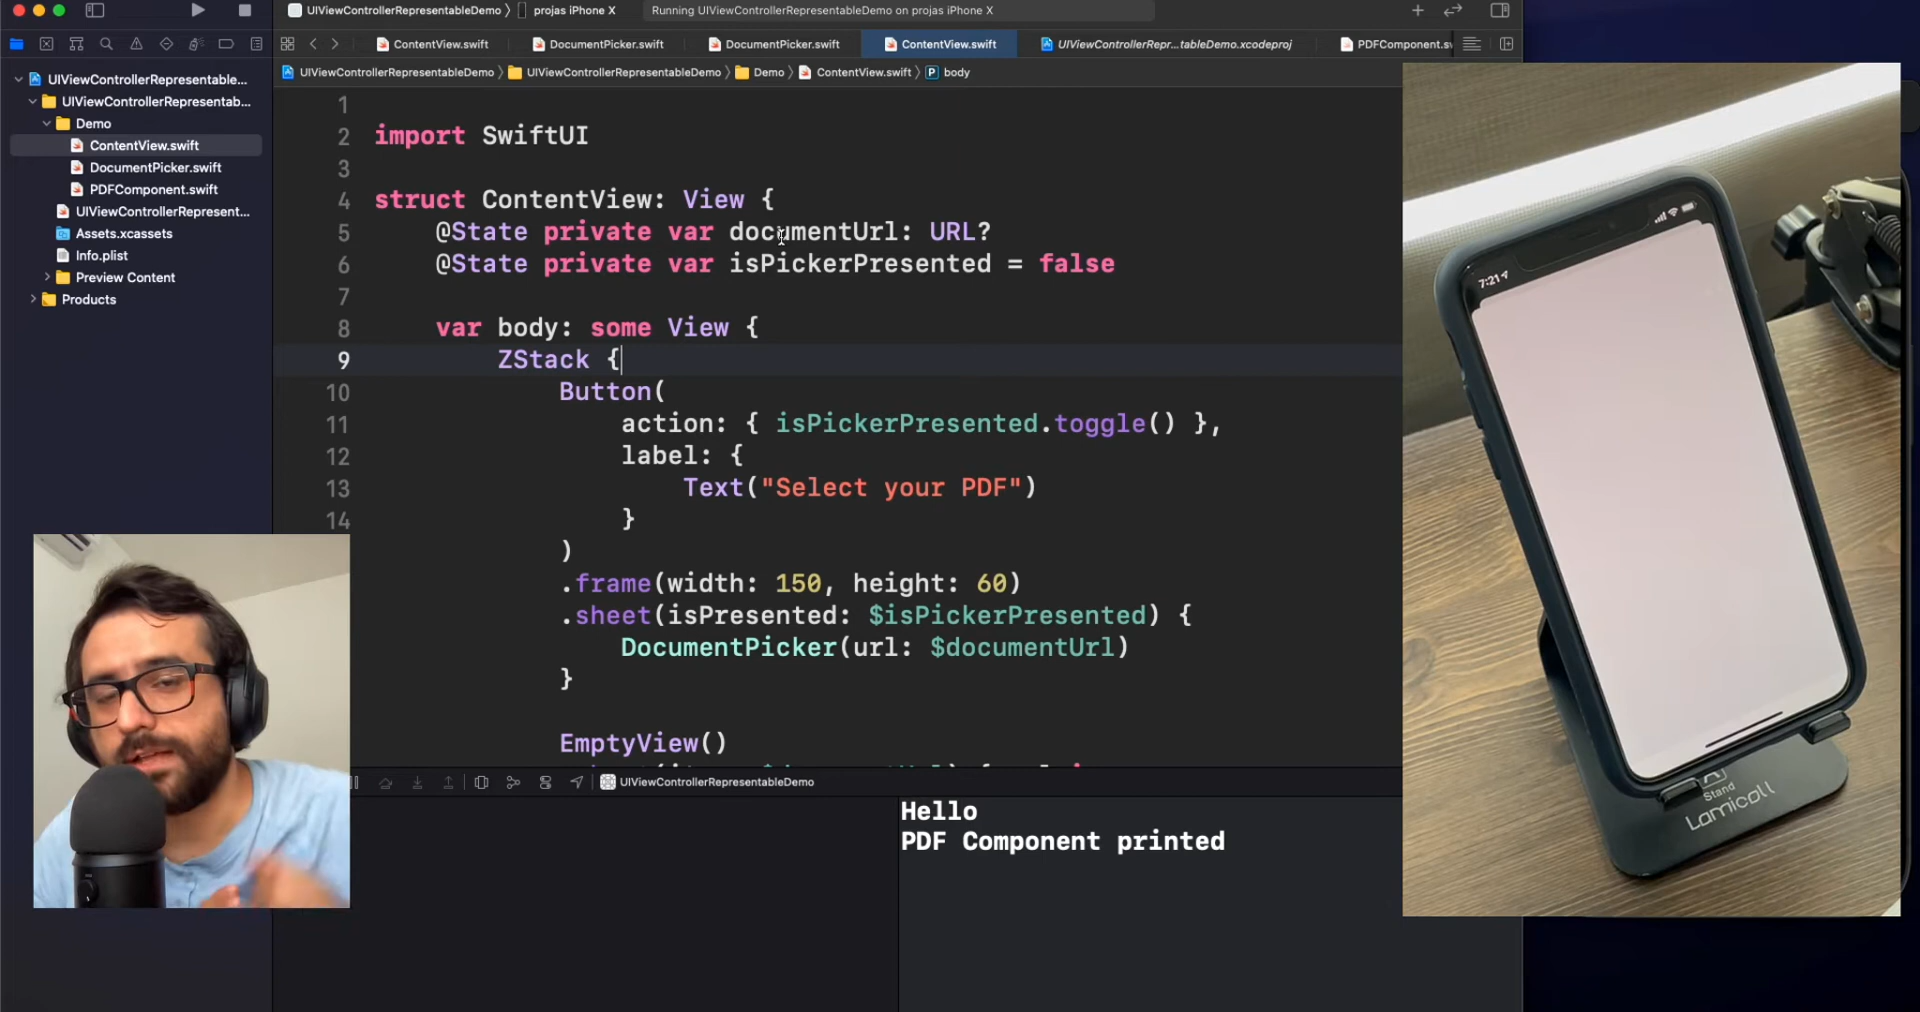 UIViewControllerRepresentableDemo 〉 projas iPhone X
Running UIViewControllerRepresentableDemo on projas iPhone X
ContentView.swift
DocumentPicker.swift
DocumentPicker.swift
ContentView.swift
UIViewControllerRepr...tableDemo.xcodeproj
PDFComponent.sw
UIViewControllerRepresentableDemo 〉 UIViewControllerRepresentableDemo 〉 Demo 〉 ContentView.swift 〉 P body
UIViewControllerRepresentable...
UIViewControllerRepresentab...
Demo
ContentView.swift
DocumentPicker.swift
PDFComponent.swift
UIViewControllerRepresent...
Assets.xcassets
Info.plist
Preview Content
Products
1
2 import SwiftUI
3
4 struct ContentView: View {
5 @State private var documentUrl: URL?
6 @State private var isPickerPresented = false
7
8 var body: some View {
9 ZStack {
10 Button(
11 action: { isPickerPresented.toggle() },
12 label: {
13 Text("Select your PDF")
14 }
)
.frame(width: 150, height: 60)
.sheet(isPresented: $isPickerPresented) {
DocumentPicker(url: $documentUrl)
}
EmptyView()
UIViewControllerRepresentableDemo
Hello
PDF Component printed
7:21
Stand
Lamicall